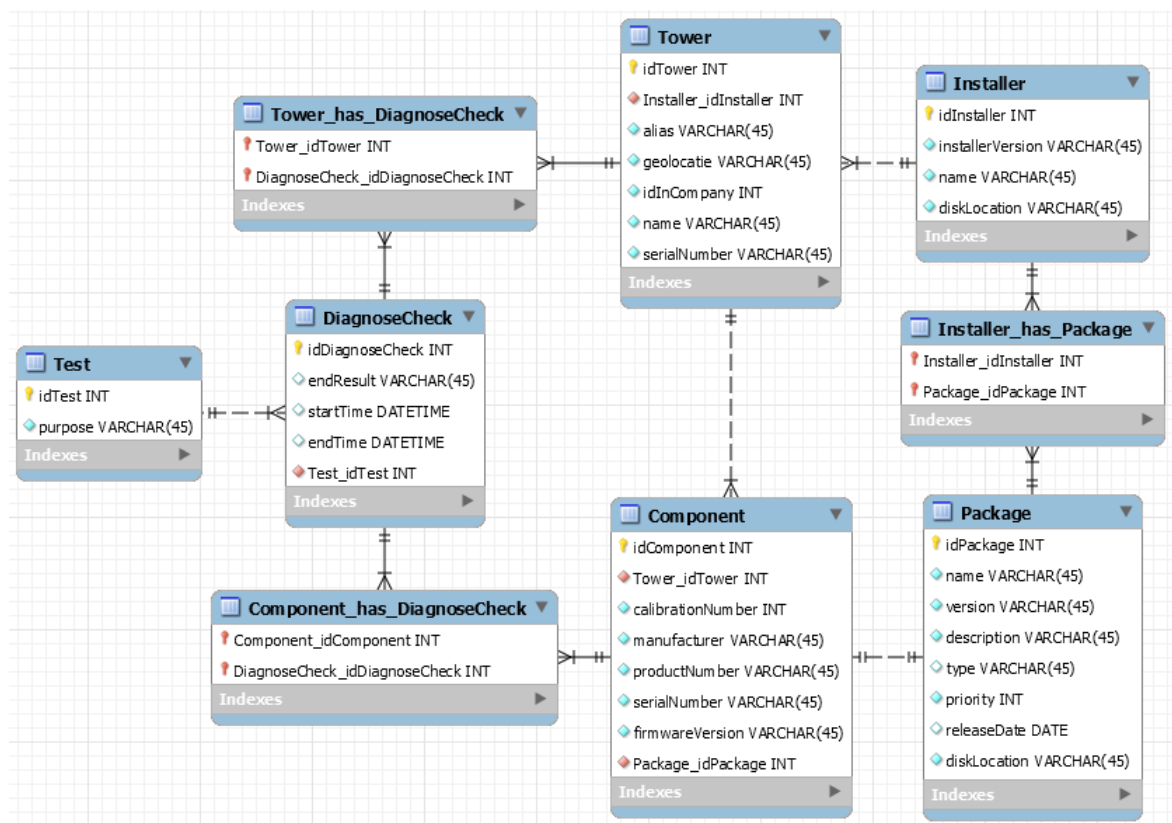 Tower
idTower INT
Installer_idInstaller INT
alias VARCHAR(45)
geolocatie VARCHAR(45)
idInCompany INT
name VARCHAR(45)
serialNumber VARCHAR(45)
Indexes
Installer
idInstaller INT
installerVersion VARCHAR(45)
name VARCHAR(45)
diskLocation VARCHAR(45)
Indexes
Tower_has_DiagnoseCheck
Tower_idTower INT
DiagnoseCheck_idDiagnoseCheck INT
Indexes
DiagnoseCheck
idDiagnoseCheck INT
endResult VARCHAR(45)
startTime DATETIME
endTime DATETIME
Test_idTest INT
Indexes
Installer_has_Package
Installer_idInstaller INT
Package_idPackage INT
Indexes
Test
idTest INT
purpose VARCHAR(45)
Indexes
Component
idComponent INT
Tower_idTower INT
calibrationNumber INT
manufacturer VARCHAR(45)
productNumber VARCHAR(45)
serialNumber VARCHAR(45)
firmwareVersion VARCHAR(45)
Package_idPackage INT
Indexes
Package
idPackage INT
name VARCHAR(45)
version VARCHAR(45)
description VARCHAR(45)
type VARCHAR(45)
priority INT
releaseDate DATE
diskLocation VARCHAR(45)
Indexes
Component_has_DiagnoseCheck
Component_idComponent INT
DiagnoseCheck_idDiagnoseCheck INT
Indexes